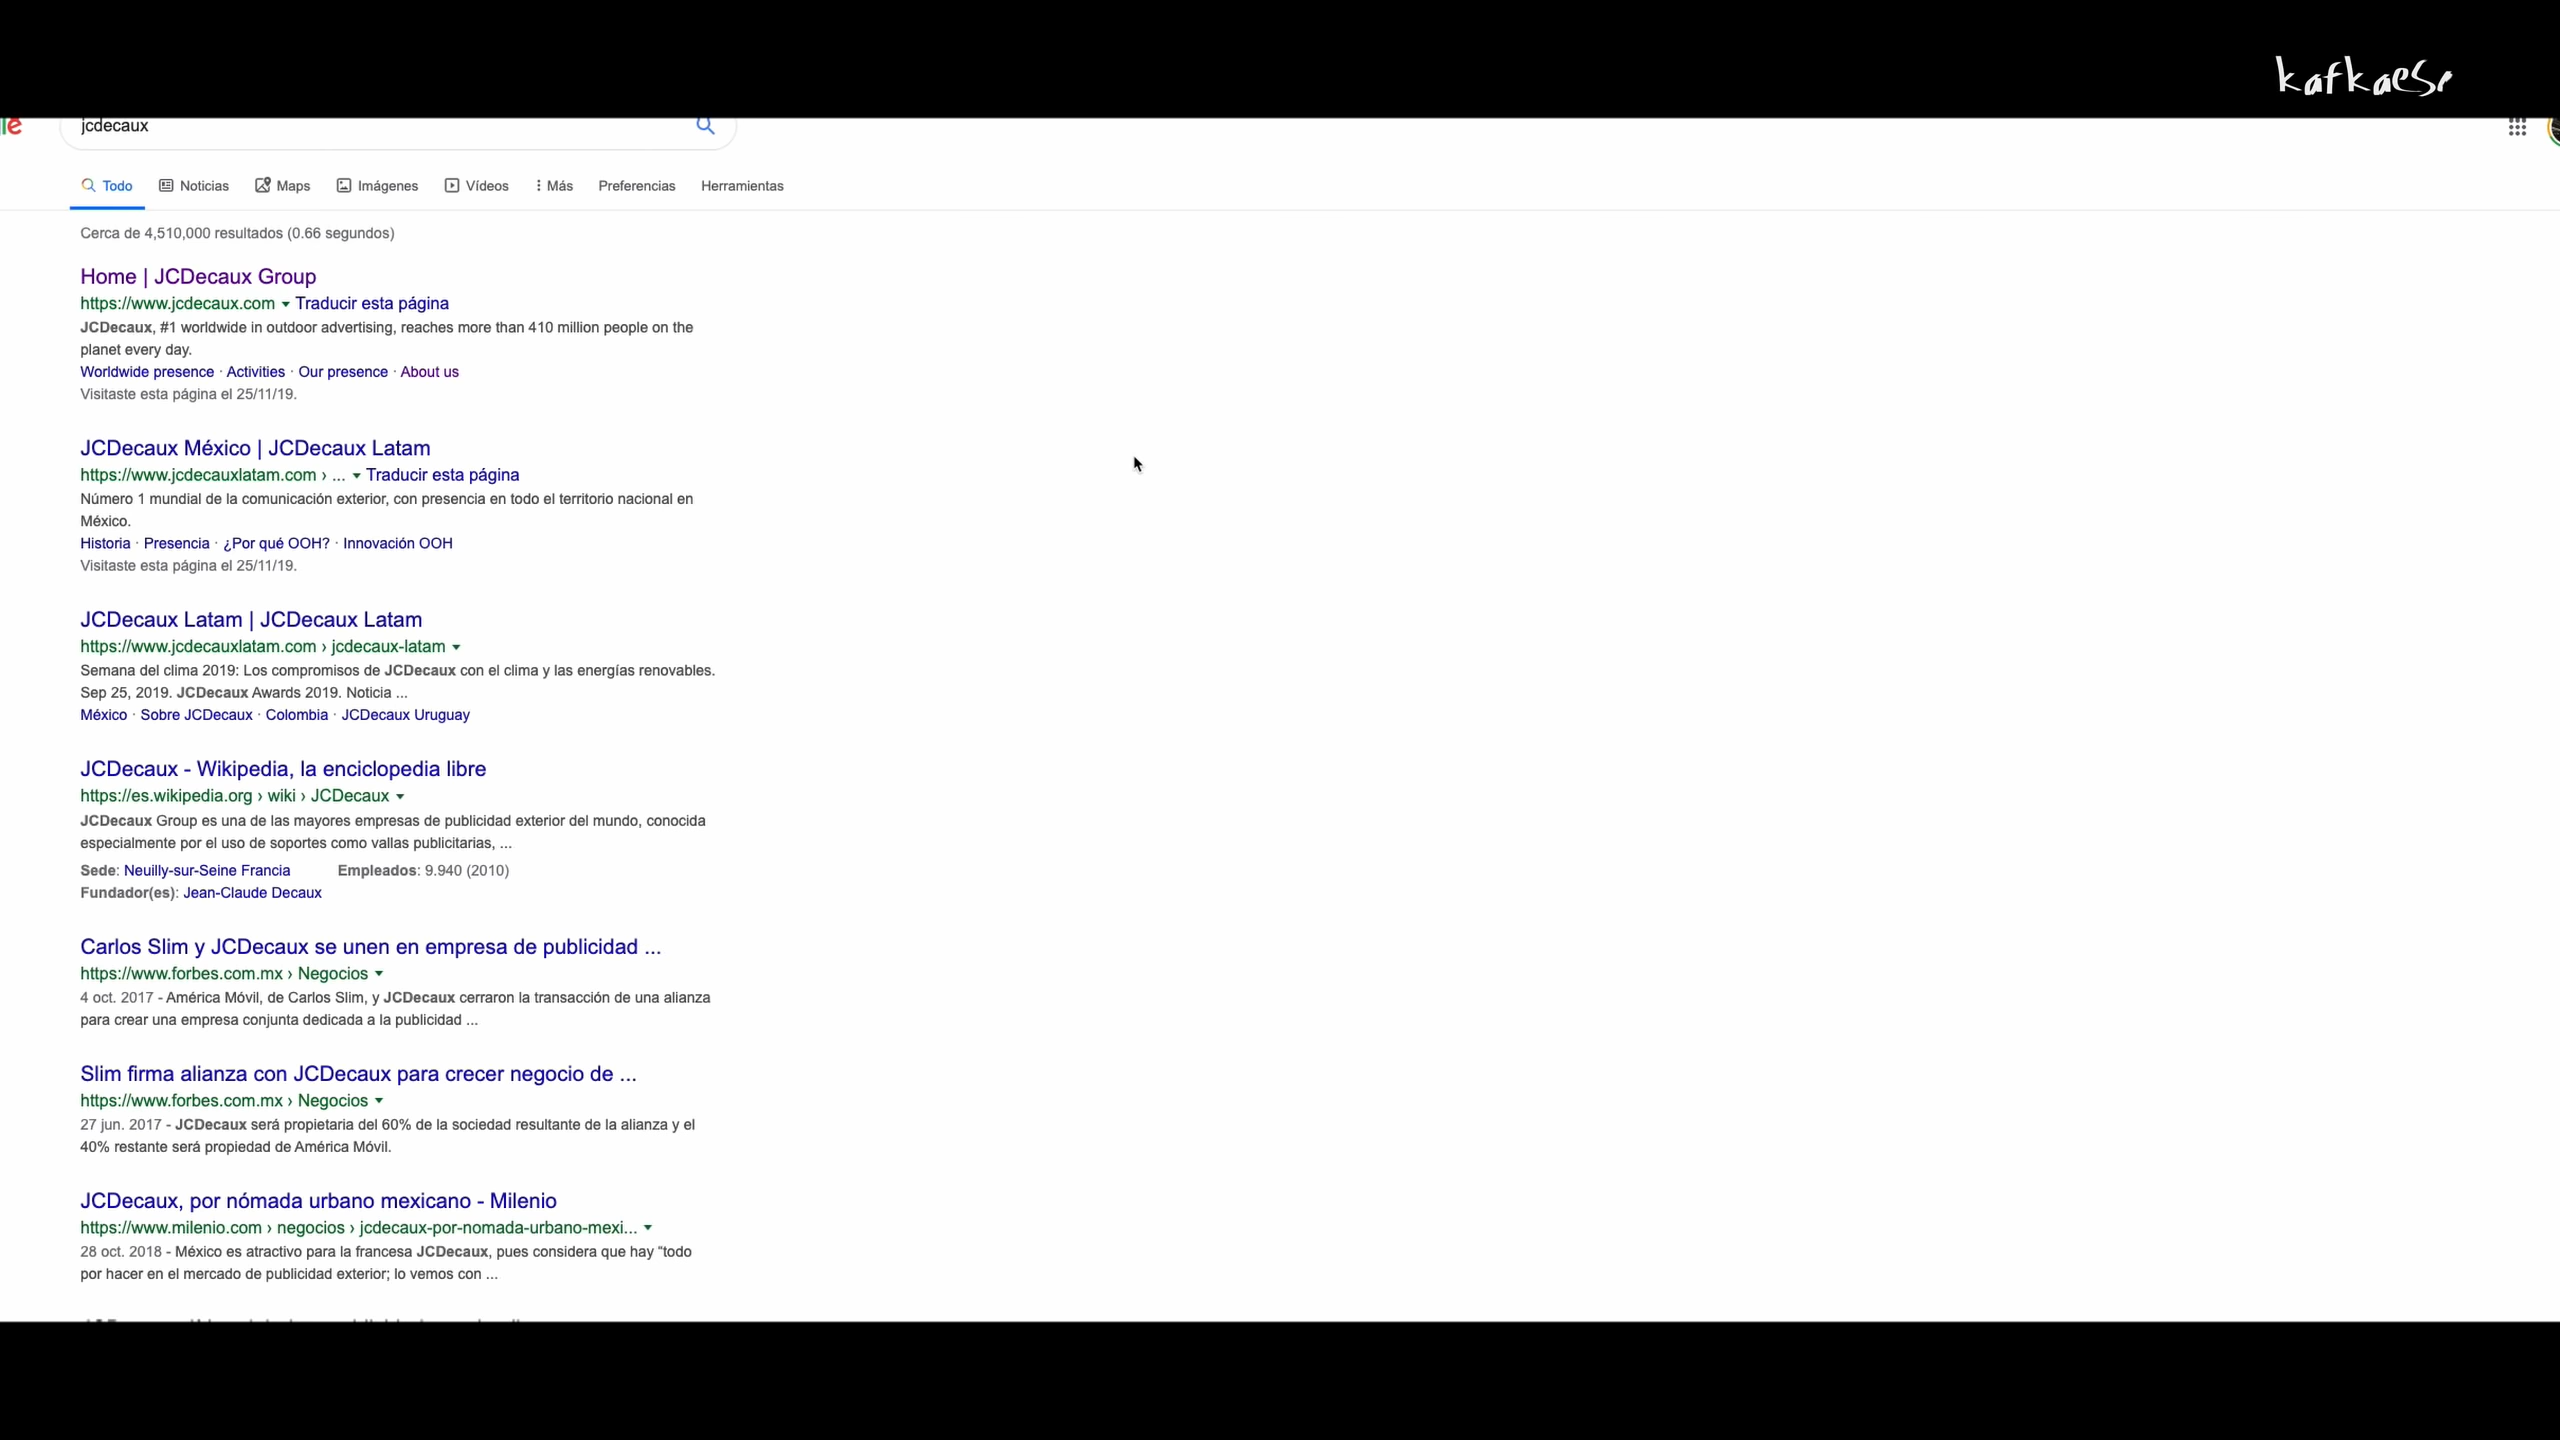 kafkaesc
le
jcdecaux
Todo Noticias Maps Imágenes Vídeos Más Preferencias Herramientas
Cerca de 4,510,000 resultados (0.66 segundos)
Home | JCDecaux Group
https://www.jcdecaux.com Traducir esta página
JCDecaux, #1 worldwide in outdoor advertising, reaches more than 410 million people on the
planet every day.
Worldwide presence · Activities · Our presence · About us
Visitaste esta página el 25/11/19.
JCDecaux México | JCDecaux Latam
https://www.jcdecauxlatam.com › ... Traducir esta página
Número 1 mundial de la comunicación exterior, con presencia en todo el territorio nacional en
México.
Historia · Presencia · ¿Por qué OOH? · Innovación OOH
Visitaste esta página el 25/11/19.
JCDecaux Latam | JCDecaux Latam
https://www.jcdecauxlatam.com › jcdecaux-latam
Semana del clima 2019: Los compromisos de JCDecaux con el clima y las energías renovables.
Sep 25, 2019. JCDecaux Awards 2019. Noticia ...
México · Sobre JCDecaux · Colombia · JCDecaux Uruguay
JCDecaux - Wikipedia, la enciclopedia libre
https://es.wikipedia.org › wiki › JCDecaux
JCDecaux Group es una de las mayores empresas de publicidad exterior del mundo, conocida
especialmente por el uso de soportes como vallas publicitarias, ...
Sede: Neuilly-sur-Seine Francia Empleados: 9.940 (2010)
Fundador(es): Jean-Claude Decaux
Carlos Slim y JCDecaux se unen en empresa de publicidad ...
https://www.forbes.com.mx › Negocios
4 oct. 2017 - América Móvil, de Carlos Slim, y JCDecaux cerraron la transacción de una alianza
para crear una empresa conjunta dedicada a la publicidad ...
Slim firma alianza con JCDecaux para crecer negocio de ...
https://www.forbes.com.mx › Negocios
27 jun. 2017 - JCDecaux será propietaria del 60% de la sociedad resultante de la alianza y el
40% restante será propiedad de América Móvil.
JCDecaux, por nómada urbano mexicano - Milenio
https://www.milenio.com › negocios › jcdecaux-por-nomada-urbano-mexi...
28 oct. 2018 - México es atractivo para la francesa JCDecaux, pues considera que hay “todo
por hacer en el mercado de publicidad exterior; lo vemos con ...